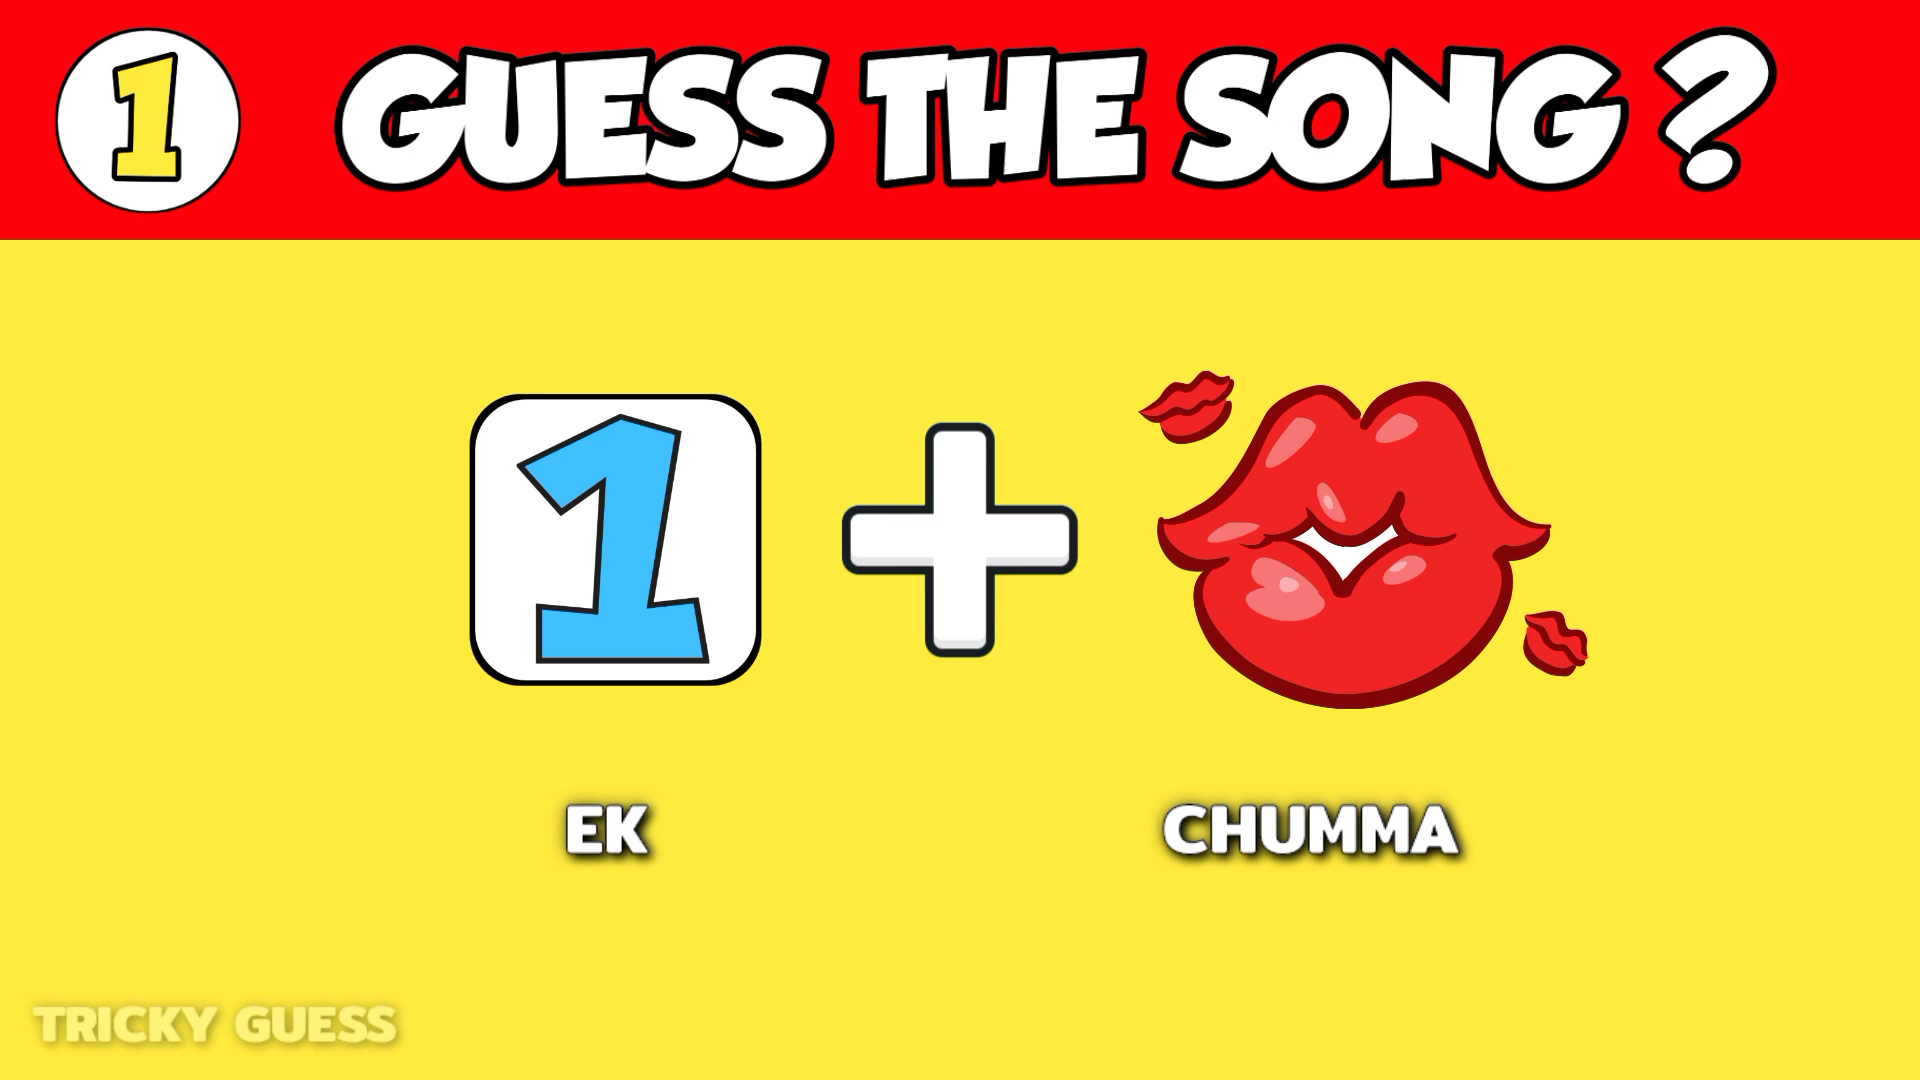 1 GUESS THE SONG ?
1
EK CHUMMA
TRICKY GUESS